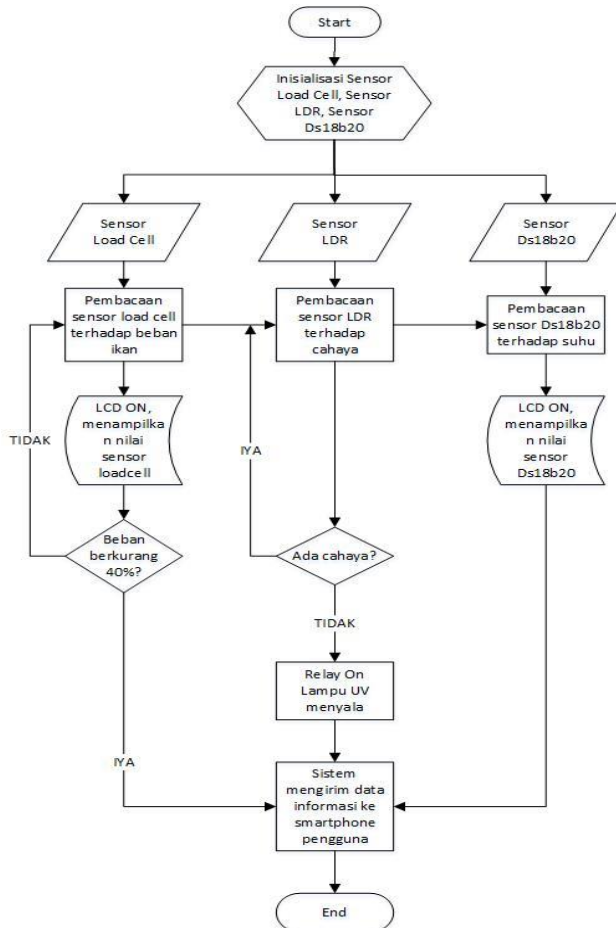 Start
Inisialisasi Sensor
Load Cell, Sensor
LDR, Sensor
Ds18b20
Sensor
Load Cell
Sensor
LDR
Sensor
Ds18b20
Pembacaan
sensor load cell
terhadap beban
ikan
Pembacaan
sensor LDR
terhadap
cahaya
Pembacaan
sensor Ds18b20
terhadap suhu
LCD ON,
menampilka
n nilai
sensor
loadcell
LCD ON,
menampilka
n nilai
sensor
Ds18b20
TIDAK
IYA
Beban
berkurang
40%?
Ada cahaya?
TIDAK
Relay On
Lampu UV
menyala
IYA
Sistem
mengirim data
informasi ke
smartphone
pengguna
End